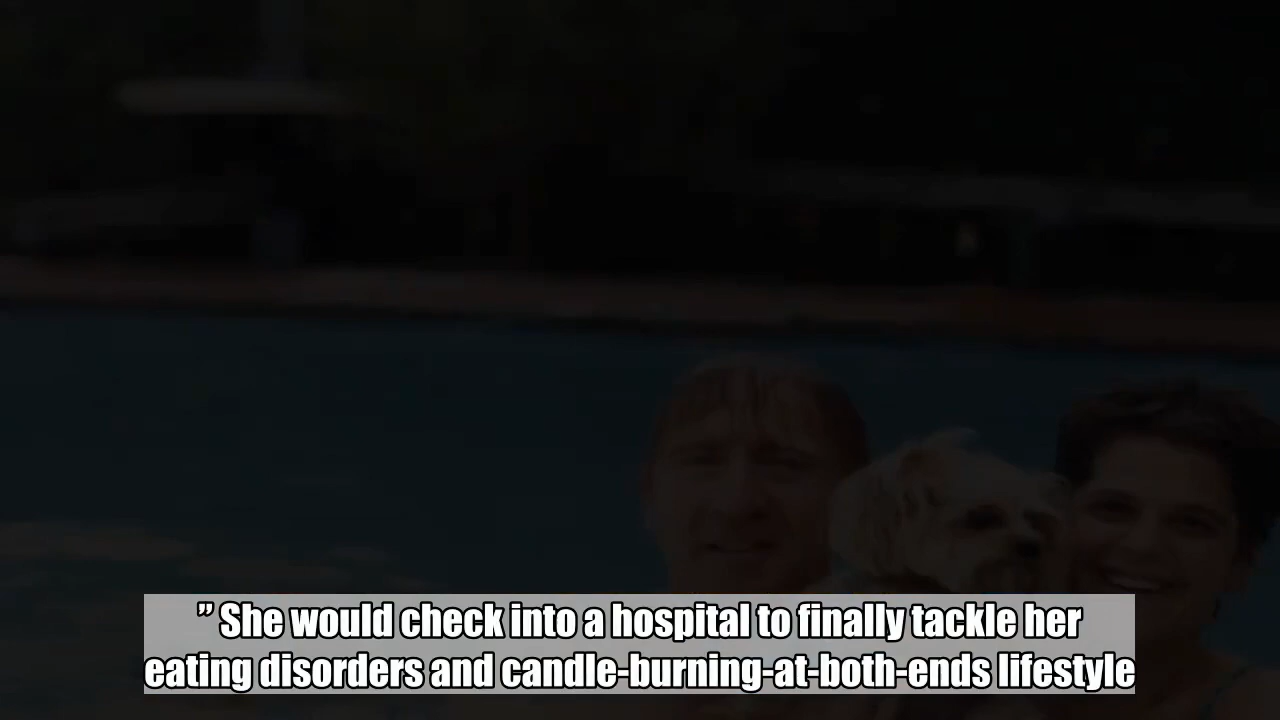 ” She would check into a hospital to finally tackle her
eating disorders and candle-burning-at-both-ends lifestyle